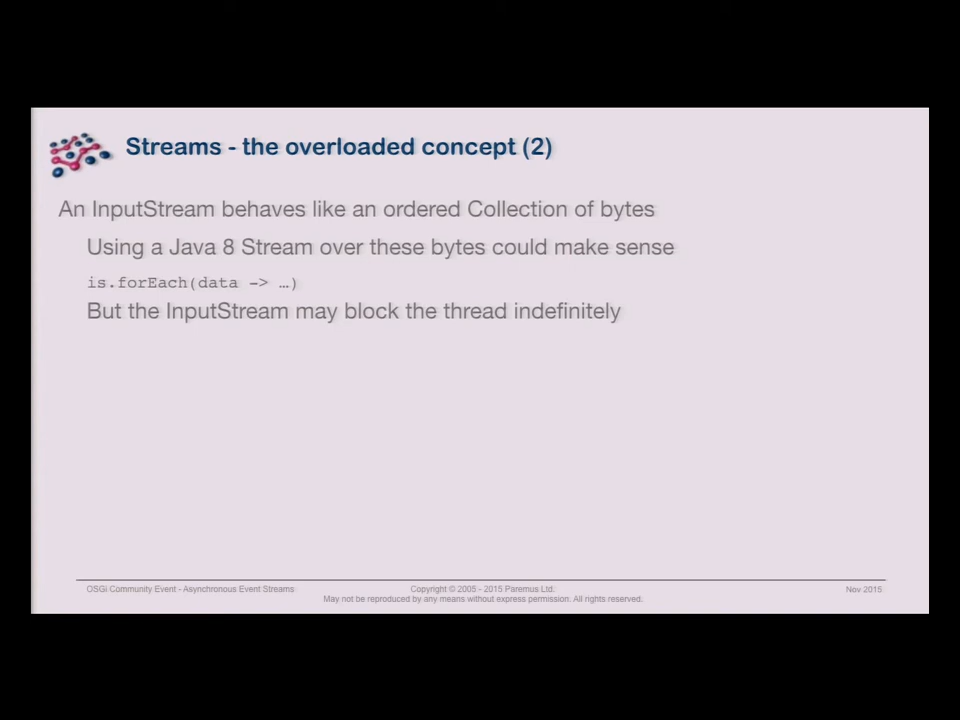 Streams - the overloaded concept (2)
An InputStream behaves like an ordered Collection of bytes
Using a Java 8 Stream over these bytes could make sense
is.forEach(data -> …)
But the InputStream may block the thread indefinitely
OSGi Community Event - Asynchronous Event Streams
Copyright © 2005 - 2015 Paremus Ltd.
May not be reproduced by any means without express permission. All rights reserved.
Nov 2015